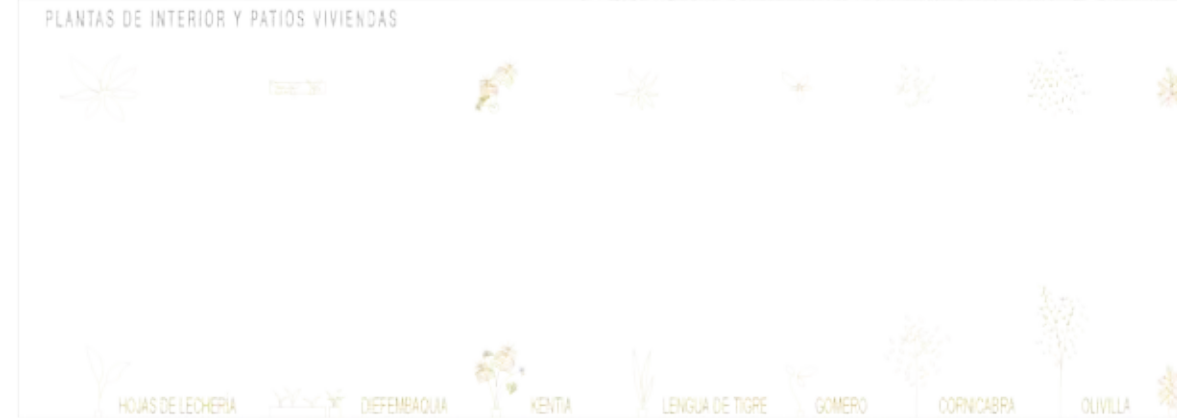 PLANTAS DE INTERIOR Y PATIOS VIVIENDAS
HOJAS DE LECHERIA DIEFEMBAQUIA KENTIA LENGUA DE TIGRE GOMERO CORNICABRA OLIVILLA